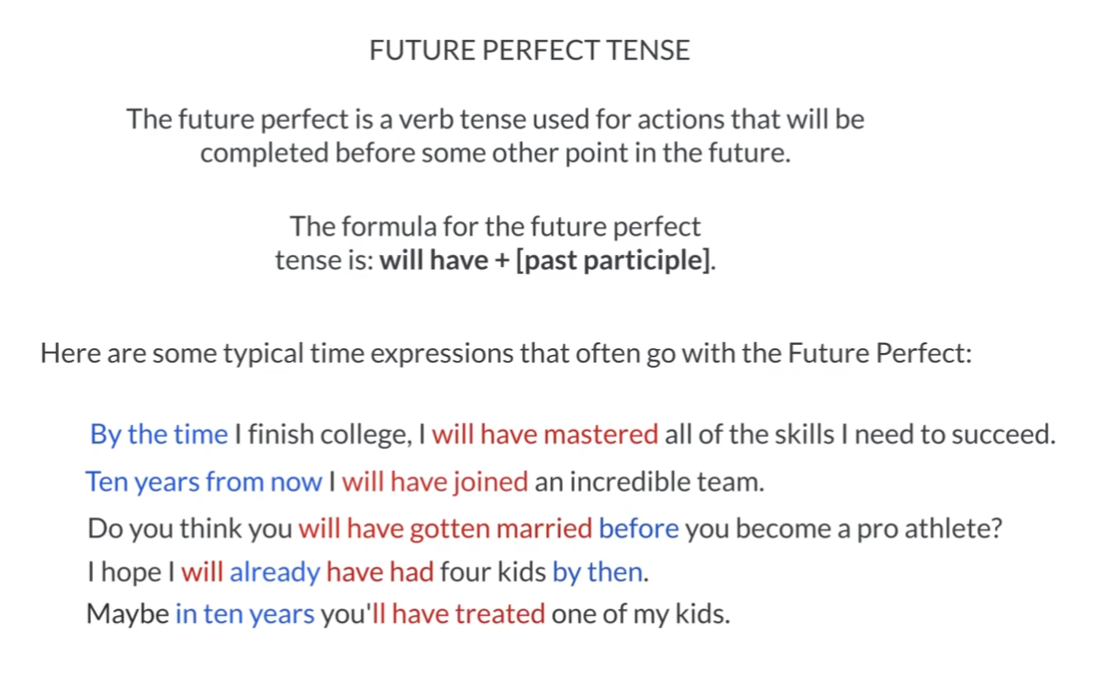 FUTURE PERFECT TENSE
The future perfect is a verb tense used for actions that will be
completed before some other point in the future.
The formula for the future perfect
tense is: will have + [past participle].
Here are some typical time expressions that often go with the Future Perfect:
By the time I finish college, I will have mastered all of the skills I need to succeed.
Ten years from now I will have joined an incredible team.
Do you think you will have gotten married before you become a pro athlete?
I hope I will already have had four kids by then.
Maybe in ten years you'll have treated one of my kids.